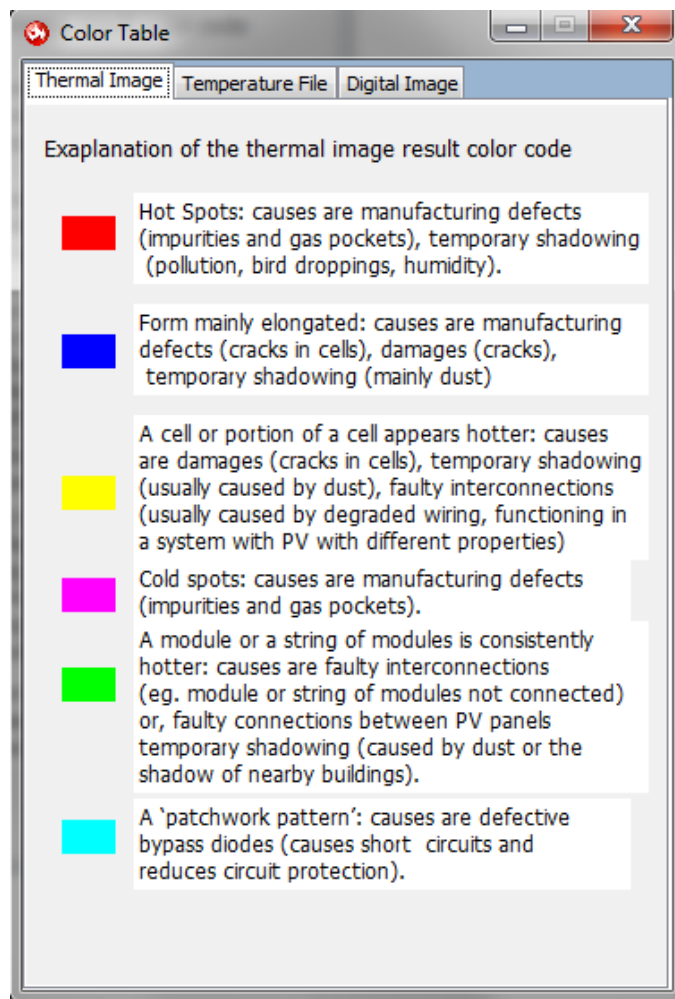 Color Table
Thermal Image Temperature File Digital Image
Exaplanation of the thermal image result color code
Hot Spots: causes are manufacturing defects
(impurities and gas pockets), temporary shadowing
(pollution, bird droppings, humidity).
Form mainly elongated: causes are manufacturing
defects (cracks in cells), damages (cracks),
temporary shadowing (mainly dust)
A cell or portion of a cell appears hotter: causes
are damages (cracks in cells), temporary shadowing
(usually caused by dust), faulty interconnections
(usually caused by degraded wiring, functioning in
a system with PV with different properties)
Cold spots: causes are manufacturing defects
(impurities and gas pockets).
A module or a string of modules is consistently
hotter: causes are faulty interconnections
(eg. module or string of modules not connected)
or, faulty connections between PV panels
temporary shadowing (caused by dust or the
shadow of nearby buildings).
A ‘patchwork pattern’: causes are defective
bypass diodes (causes short circuits and
reduces circuit protection).